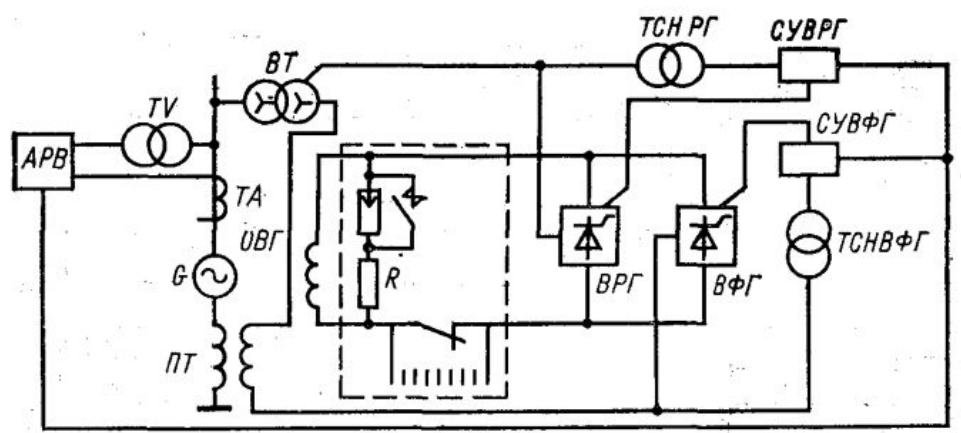 ТСН РГ
СУВРГ
ВТ
TV
СУВФГ
АРВ
ТА
ОВГ
ТСНВФГ
G
R
ВРГ
ВФГ
ПТ